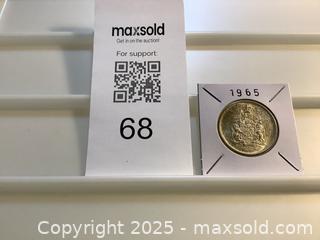 maxsold
Get in on the auction!
For support:
68
1965
Copyright © 2025 - maxsold.com